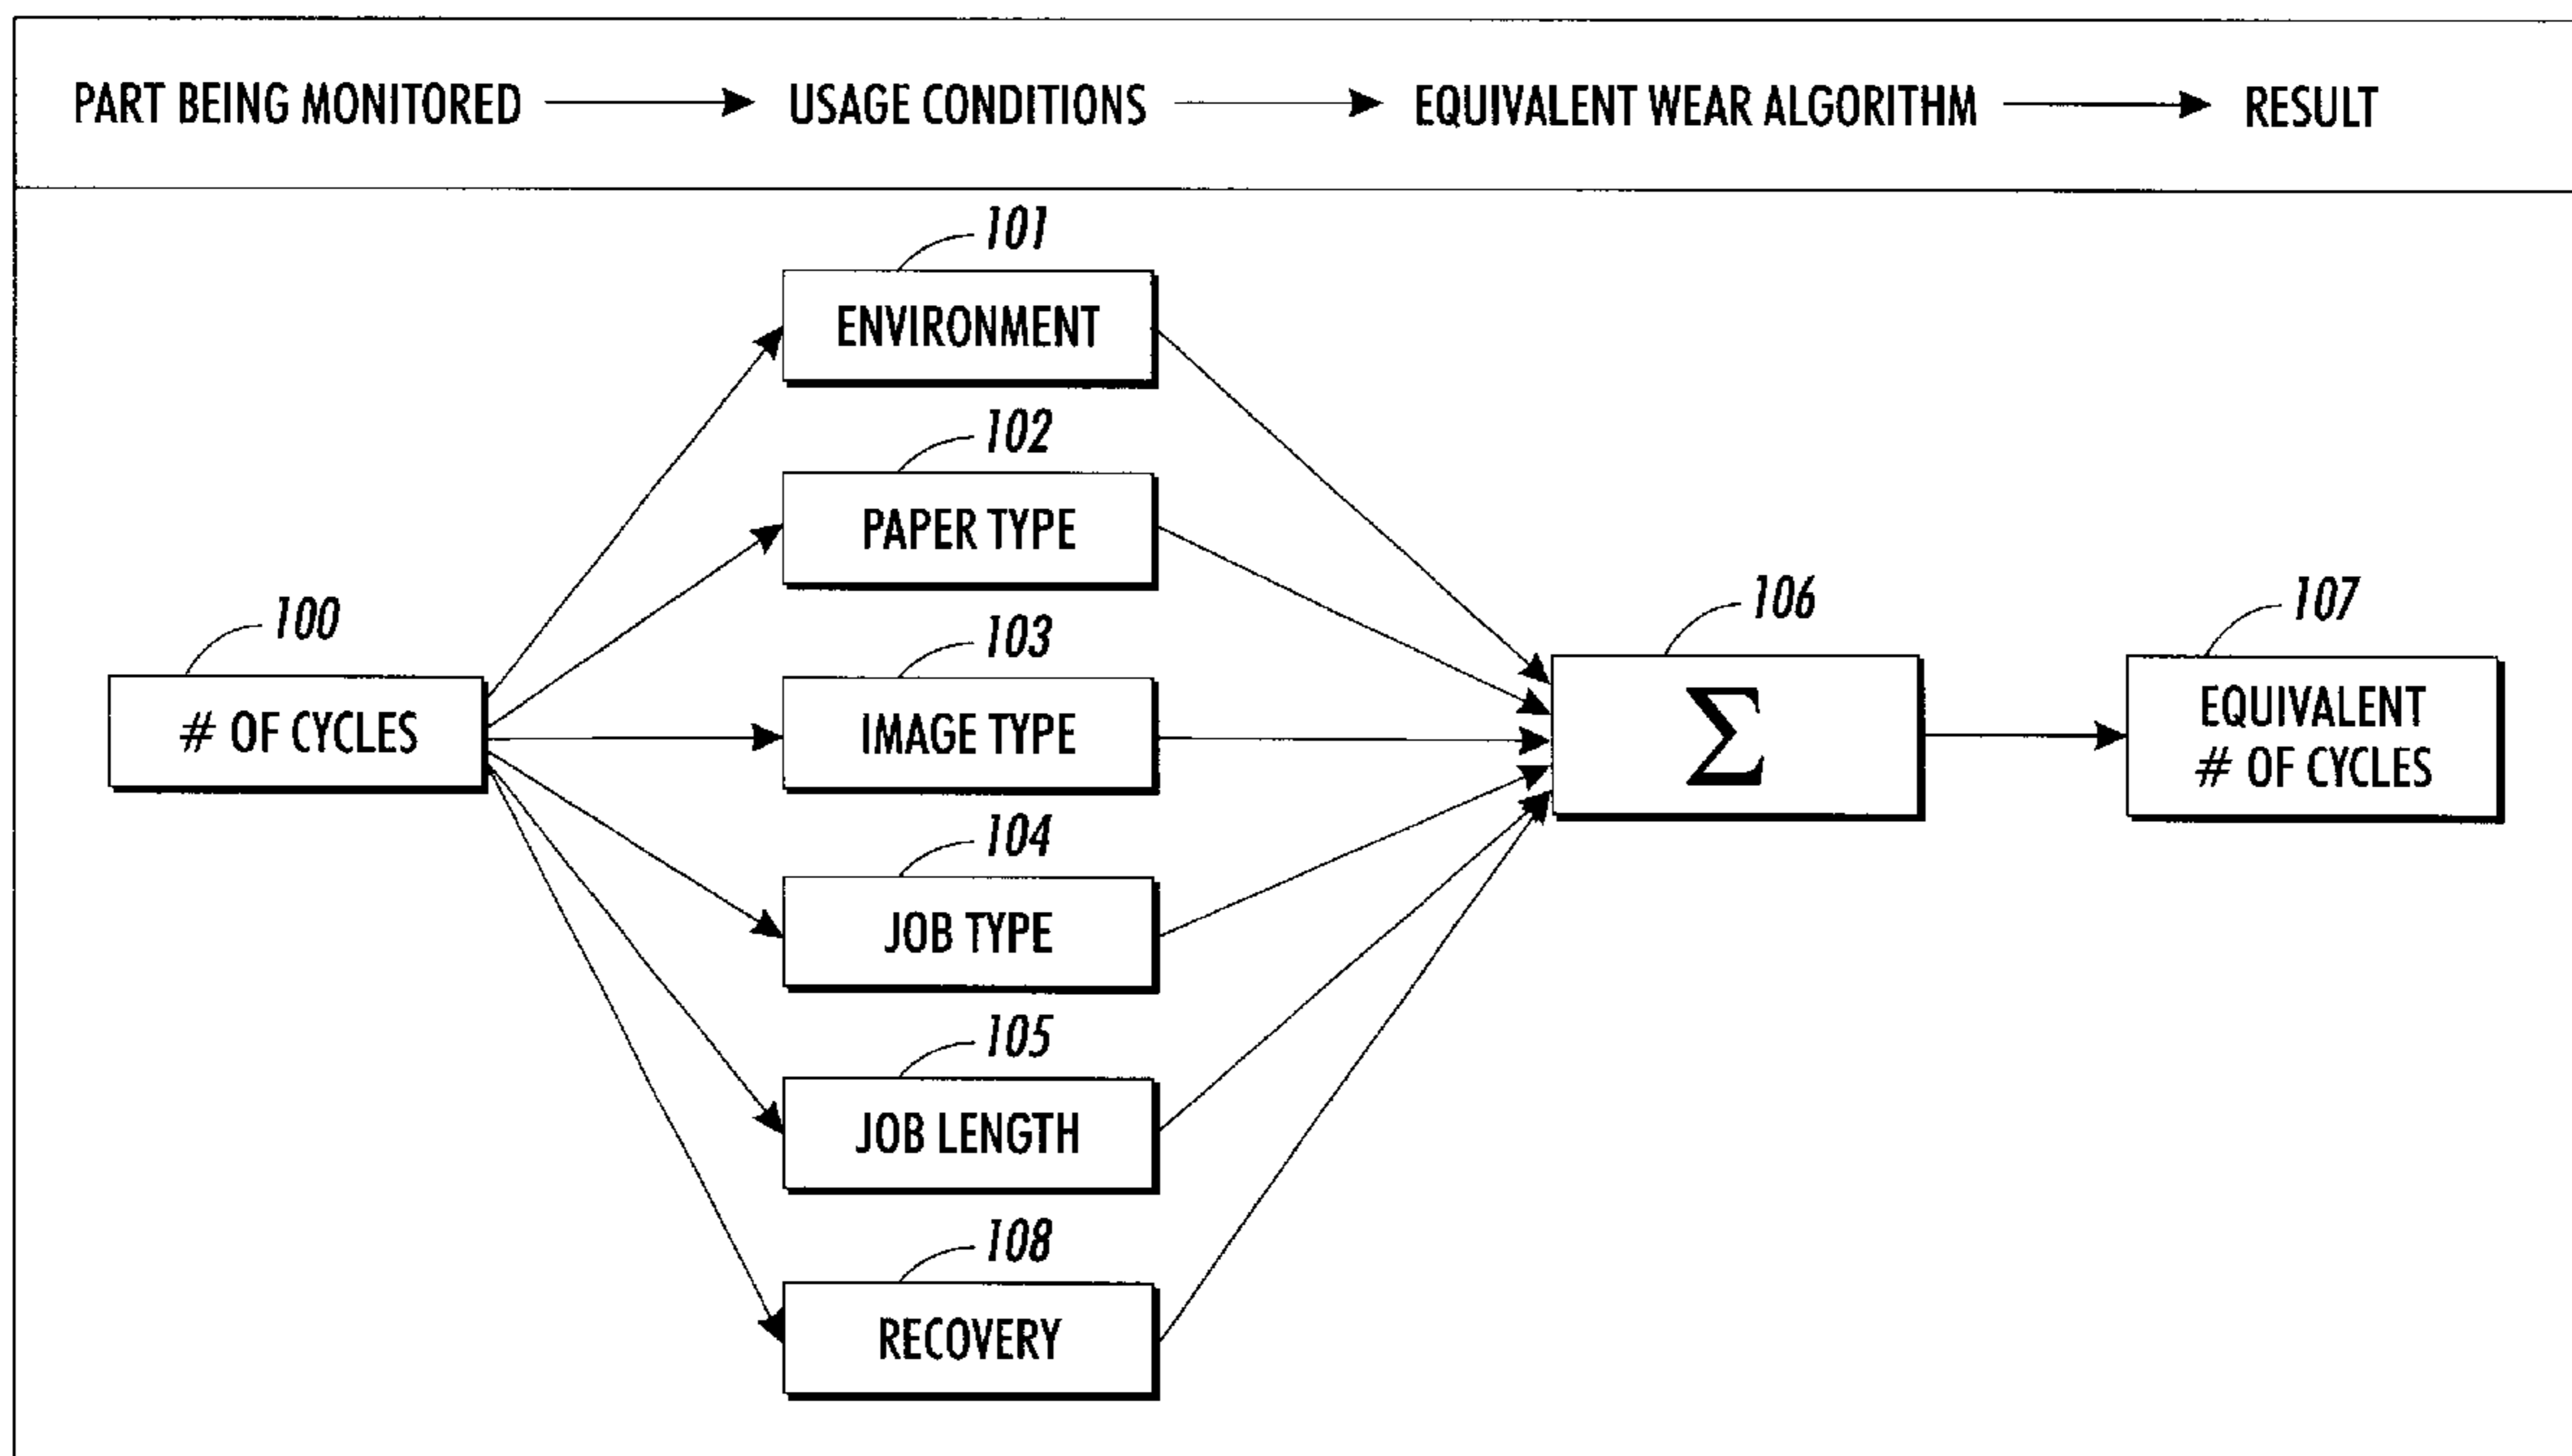 PART BEING MONITORED USAGE CONDITIONS EQUIVALENT WEAR ALGORITHM RESULT
101
ENVIRONMENT
102
PAPER TYPE
100
# OF CYCLES
103
IMAGE TYPE
104
JOB TYPE
105
JOB LENGTH
108
RECOVERY
106
Σ
107
EQUIVALENT
# OF CYCLES